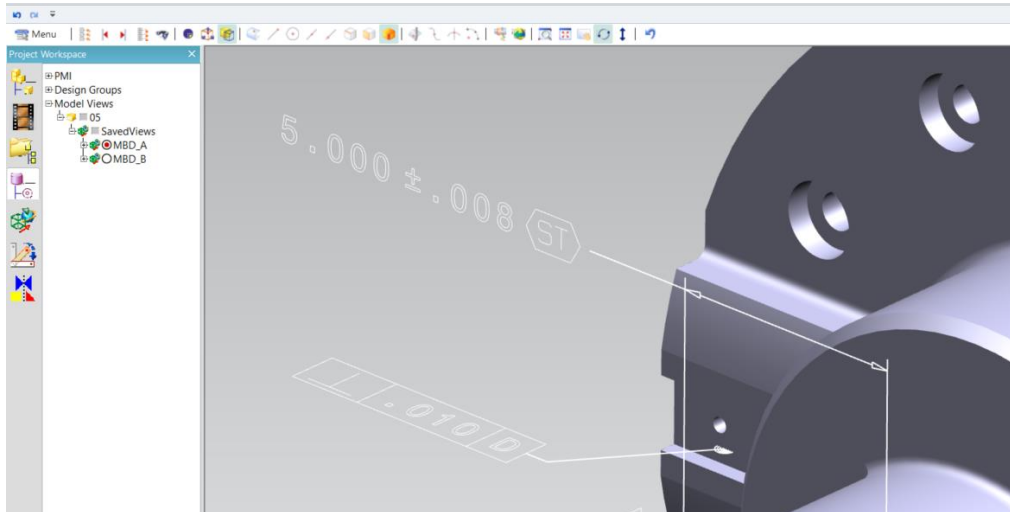 Menu
Project Workspace
PMI
Design Groups
Model Views
05
SavedViews
MBD_A
MBD_B
5.000 ±.008 ST
⊥ .010 D